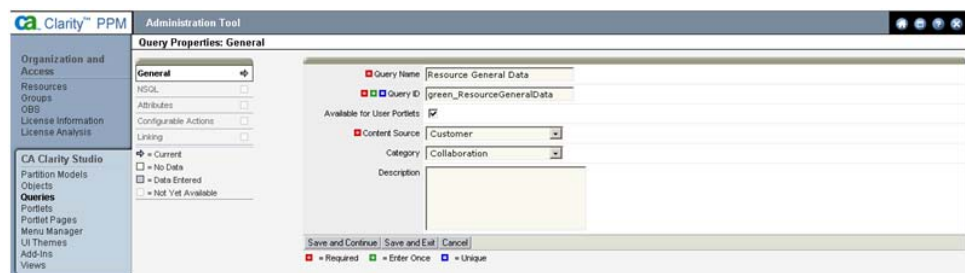 ca Clarity™ PPM
Administration Tool
Query Properties: General
Organization and
Access
Resources
Groups
OBS
License Information
License Analysis
CA Clarity Studio
Partition Models
Objects
Queries
Portlets
Portlet Pages
Menu Manager
UI Themes
Add-Ins
Views
General
NSQL
Attributes
Configurable Actions
Linking
= Current
= No Data
= Data Entered
= Not Yet Available
Query Name Resource General Data
Query ID green_ResourceGeneralData
Available for User Portlets
Content Source Customer
Category Collaboration
Description
Save and Continue Save and Exit Cancel
= Required = Enter Once = Unique